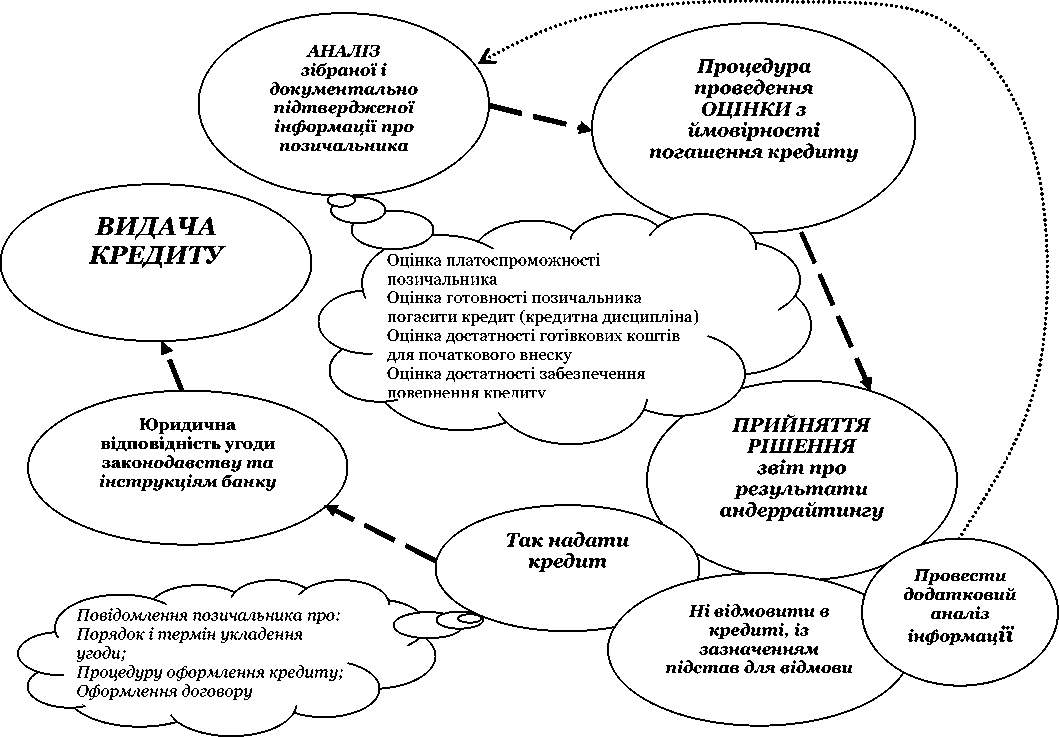 АНАЛІЗ
зібраної і
документально
підтвердженої
інформації про
позичальника
Процедура
проведення
ОЦІНКИ з
ймовірності
погашення кредиту
ВИДАЧА
КРЕДИТУ
Оцінка платоспроможності
позичальника
Оцінка готовності позичальника
погасити кредит (кредитна дисципліна)
Оцінка достатності готівкових коштів
для початкового внеску
Оцінка достатності забезпечення
повернення кредиту
Юридична
відповідність угоди
законодавству та
інструкціям банку
ПРИЙНЯТТЯ
РІШЕННЯ
звіт про
результати
андеррайтингу
Так надати
кредит
Ні відмовити в
кредиті, із
зазначенням
підстав для відмови
Провести
додатковий
аналіз
інформації
Повідомлення позичальника про:
Порядок і термін укладення
угоди;
Процедуру оформлення кредиту;
Оформлення договору